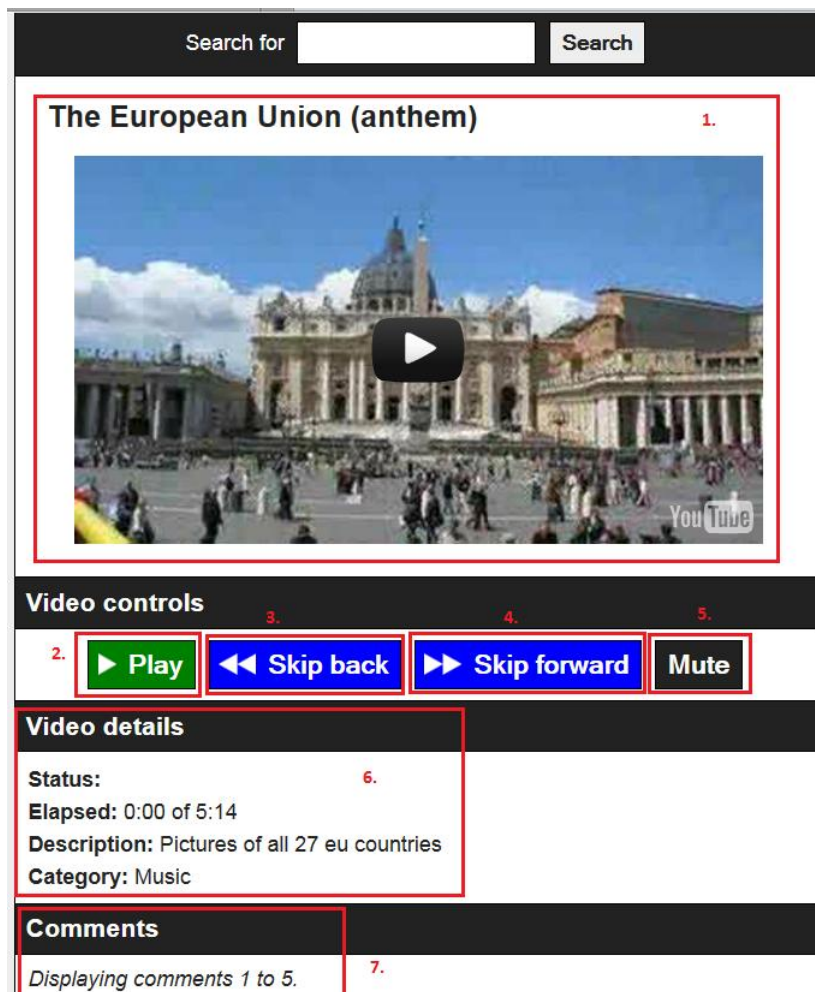 Search for Search
The European Union (anthem) 1.
YouTube
Video controls
3. 4. 5.
2. Play Skip back Skip forward Mute
Video details
Status: 6.
Elapsed: 0:00 of 5:14
Description: Pictures of all 27 eu countries
Category: Music
Comments
Displaying comments 1 to 5. 7.